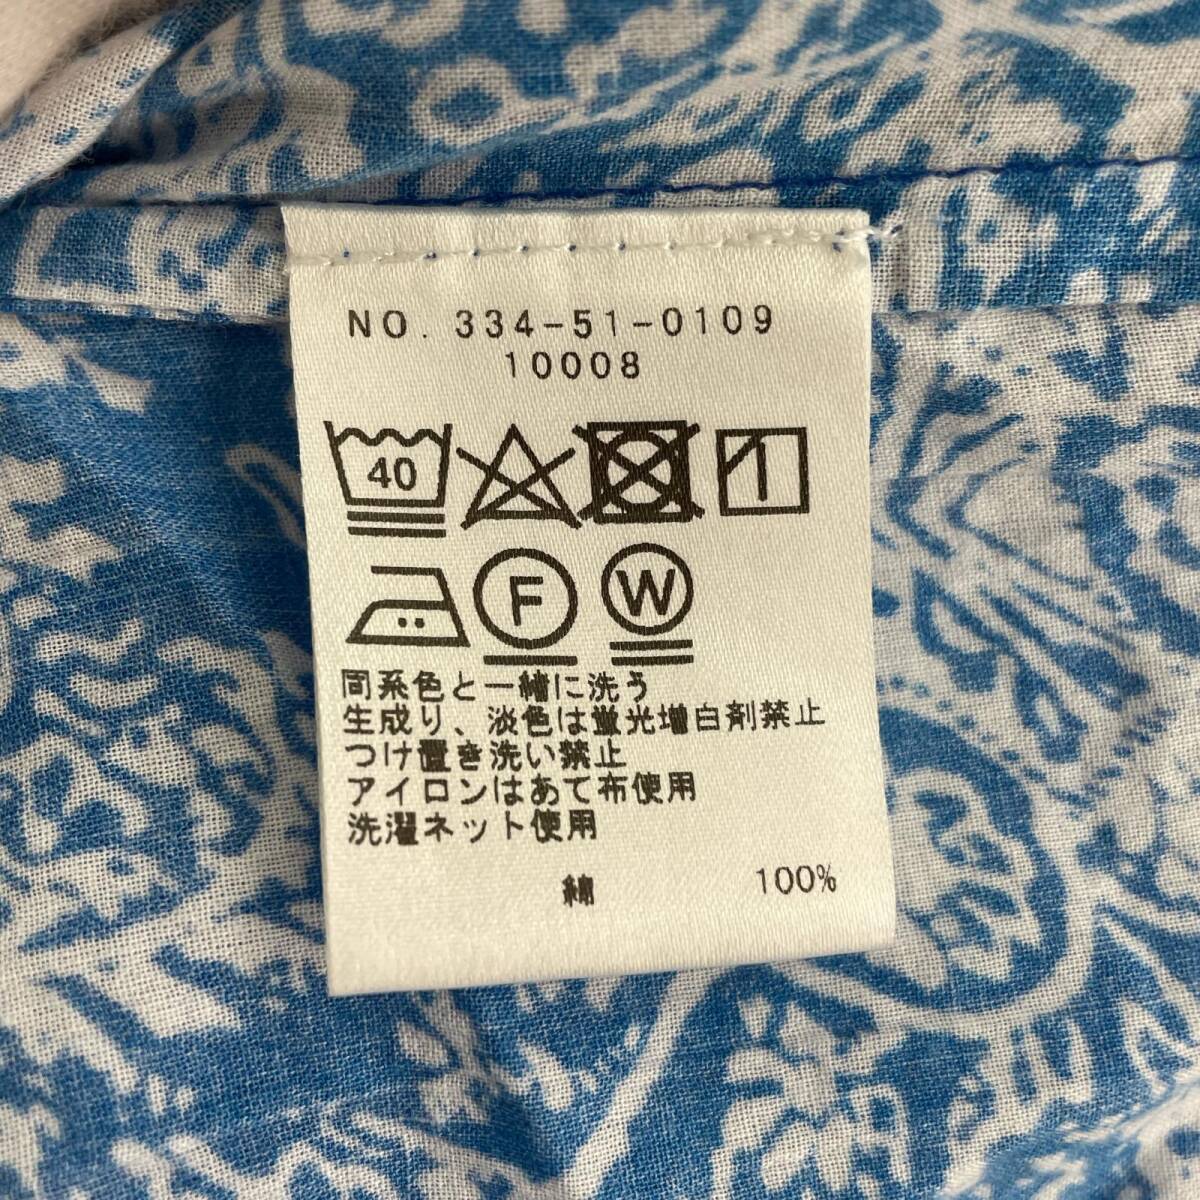 NO. 334-51-0109
10008
40
F W
同系色と一緒に洗う
生成り、淡色は蛍光増白剤禁止
つけ置き洗い禁止
アイロンはあて布使用
洗濯ネット使用
綿 100%